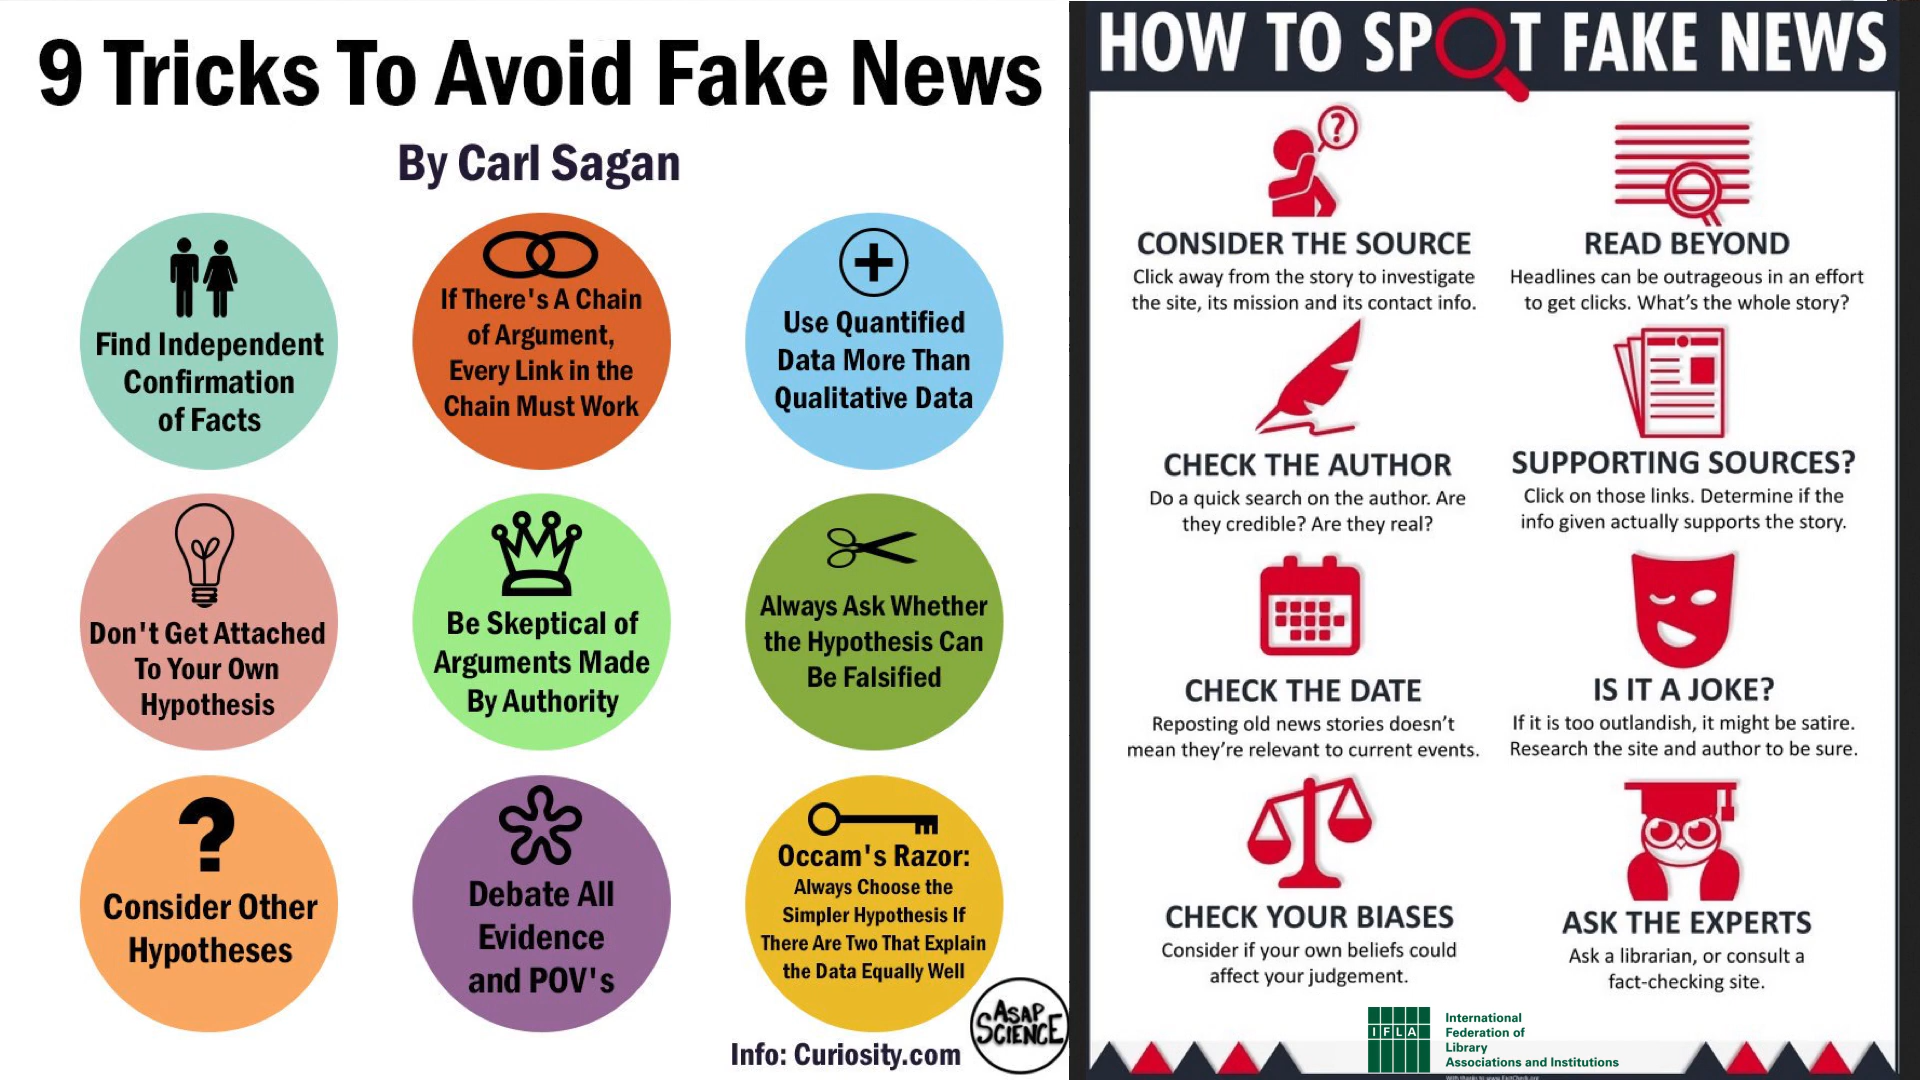 9 Tricks To Avoid Fake News
By Carl Sagan
Find Independent
Confirmation
of Facts
If There's A Chain
of Argument,
Every Link in the
Chain Must Work
Use Quantified
Data More Than
Qualitative Data
Don't Get Attached
To Your Own
Hypothesis
Be Skeptical of
Arguments Made
By Authority
Always Ask Whether
the Hypothesis Can
Be Falsified
?
Consider Other
Hypotheses
Debate All
Evidence
and POV's
Occam's Razor:
Always Choose the
Simpler Hypothesis If
There Are Two That Explain
the Data Equally Well
Info: Curiosity.com
ASAP
SCIENCE
HOW TO SPOT FAKE NEWS
?
CONSIDER THE SOURCE
Click away from the story to investigate
the site, its mission and its contact info.
READ BEYOND
Headlines can be outrageous in an effort
to get clicks. What's the whole story?
CHECK THE AUTHOR
Do a quick search on the author. Are
they credible? Are they real?
SUPPORTING SOURCES?
Click on those links. Determine if the
info given actually supports the story.
CHECK THE DATE
Reposting old news stories doesn't
mean they're relevant to current events.
IS IT A JOKE?
If it is too outlandish, it might be satire.
Research the site and author to be sure.
CHECK YOUR BIASES
Consider if your own beliefs could
affect your judgement.
ASK THE EXPERTS
Ask a librarian, or consult a
fact-checking site.
IFLA
International
Federation of
Library
Associations and Institutions
With thanks to www.FactCheck.org